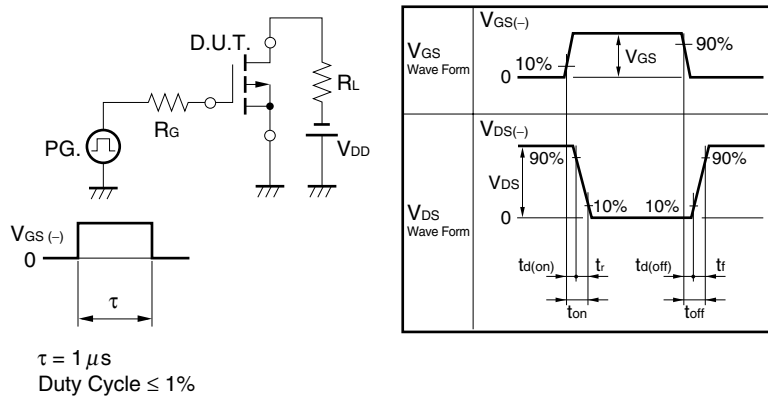 D.U.T.
RL
RG
PG.
VDD
VGS (−)
0
τ
τ = 1 μs
Duty Cycle ≤ 1%
VGS
Wave Form
VGS(−)
10%
0
VGS
90%
VDS
Wave Form
VDS(−)
90%
VDS
0
10%
10%
90%
td(on)
tr
td(off)
tf
ton
toff